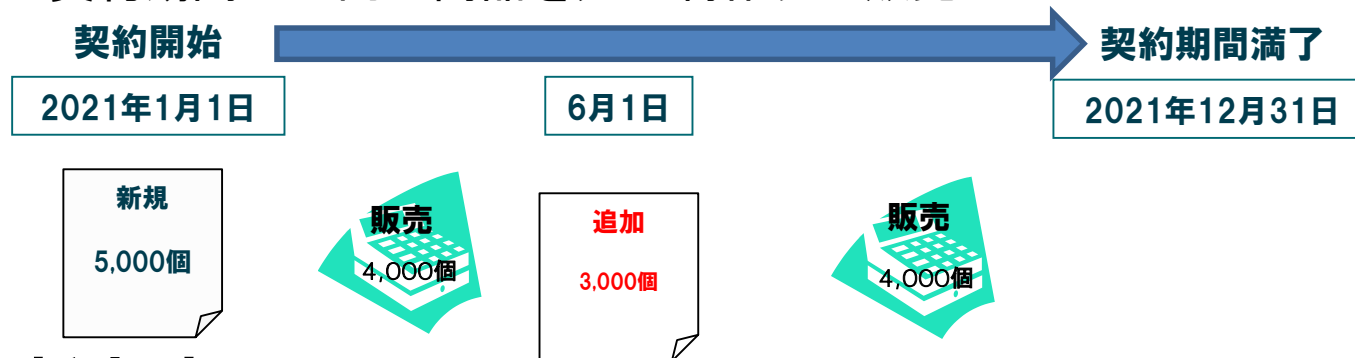 契約開始
契約期間満了
2021年1月1日
6月1日
2021年12月31日
新規
5,000個
販売
4,000個
追加
3,000個
販売
4,000個